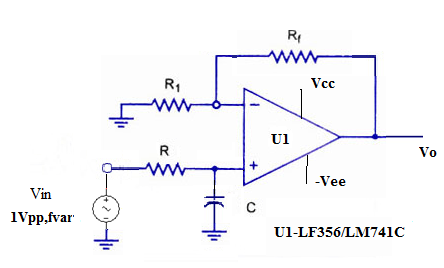 Rf
R1
Vcc
U1
Vo
R
-Vee
Vin
1Vpp,fvar
C
U1-LF356/LM741C